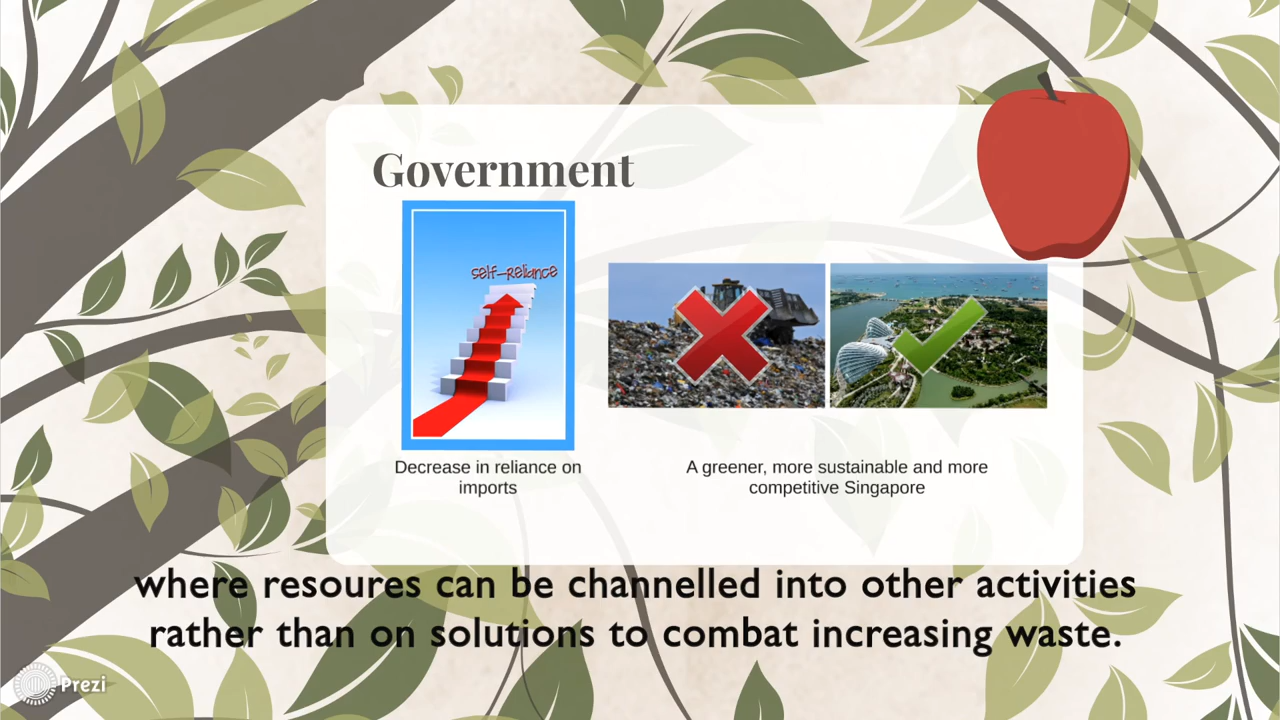 Government
self-Reliance
Decrease in reliance on
imports
A greener, more sustainable and more
competitive Singapore
where resoures can be channelled into other activities
rather than on solutions to combat increasing waste.
Prezi